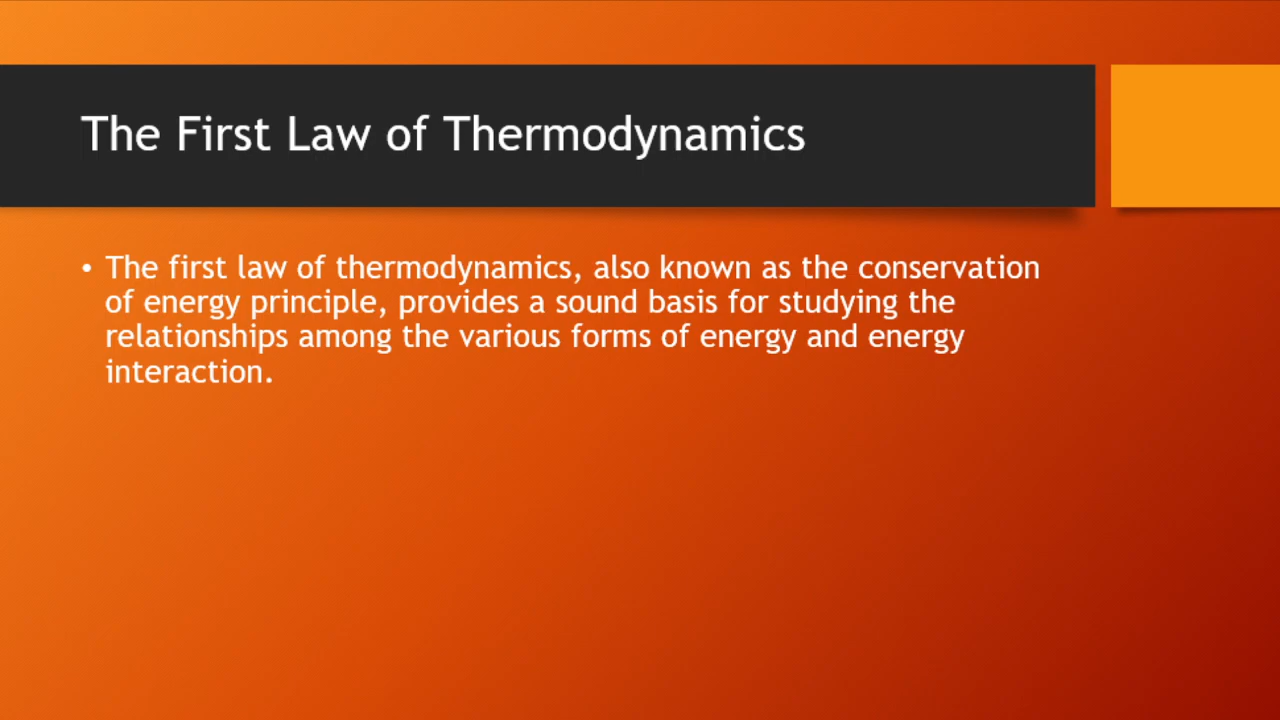 The First Law of Thermodynamics
• The first law of thermodynamics, also known as the conservation
of energy principle, provides a sound basis for studying the
relationships among the various forms of energy and energy
interaction.